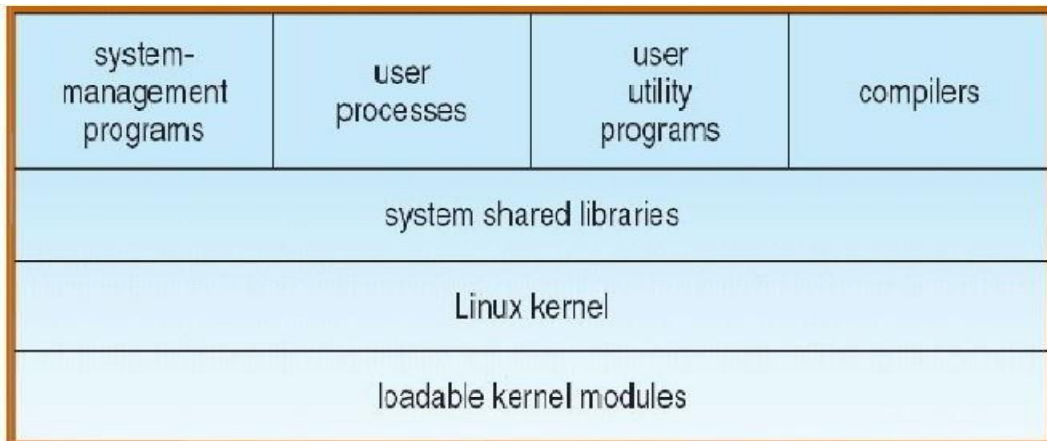 system-
management
programs
user
processes
user
utility
programs
compilers
system shared libraries
Linux kernel
loadable kernel modules